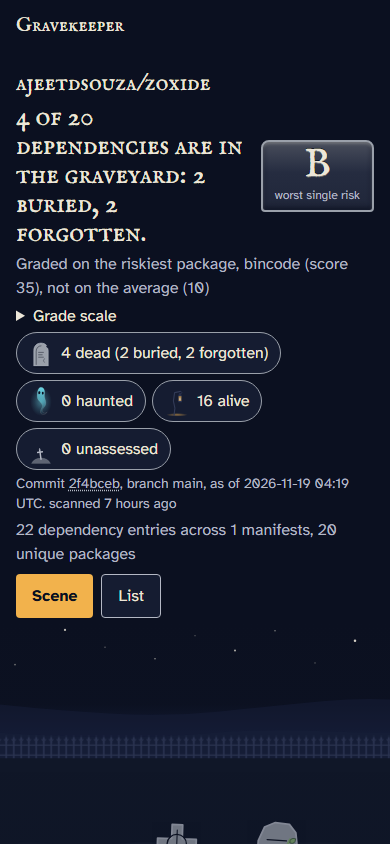 Gravekeeper
ajeetdsouza/zoxide
4 of 20
dependencies are in
the graveyard: 2
buried, 2
forgotten.
B
worst single risk
Graded on the riskiest package, bincode (score
35), not on the average (10)
Grade scale
4 dead (2 buried, 2 forgotten)
0 haunted
16 alive
0 unassessed
Commit 2f4bceb, branch main, as of 2026-11-19 04:19
UTC. scanned 7 hours ago
22 dependency entries across 1 manifests, 20
unique packages
Scene
List